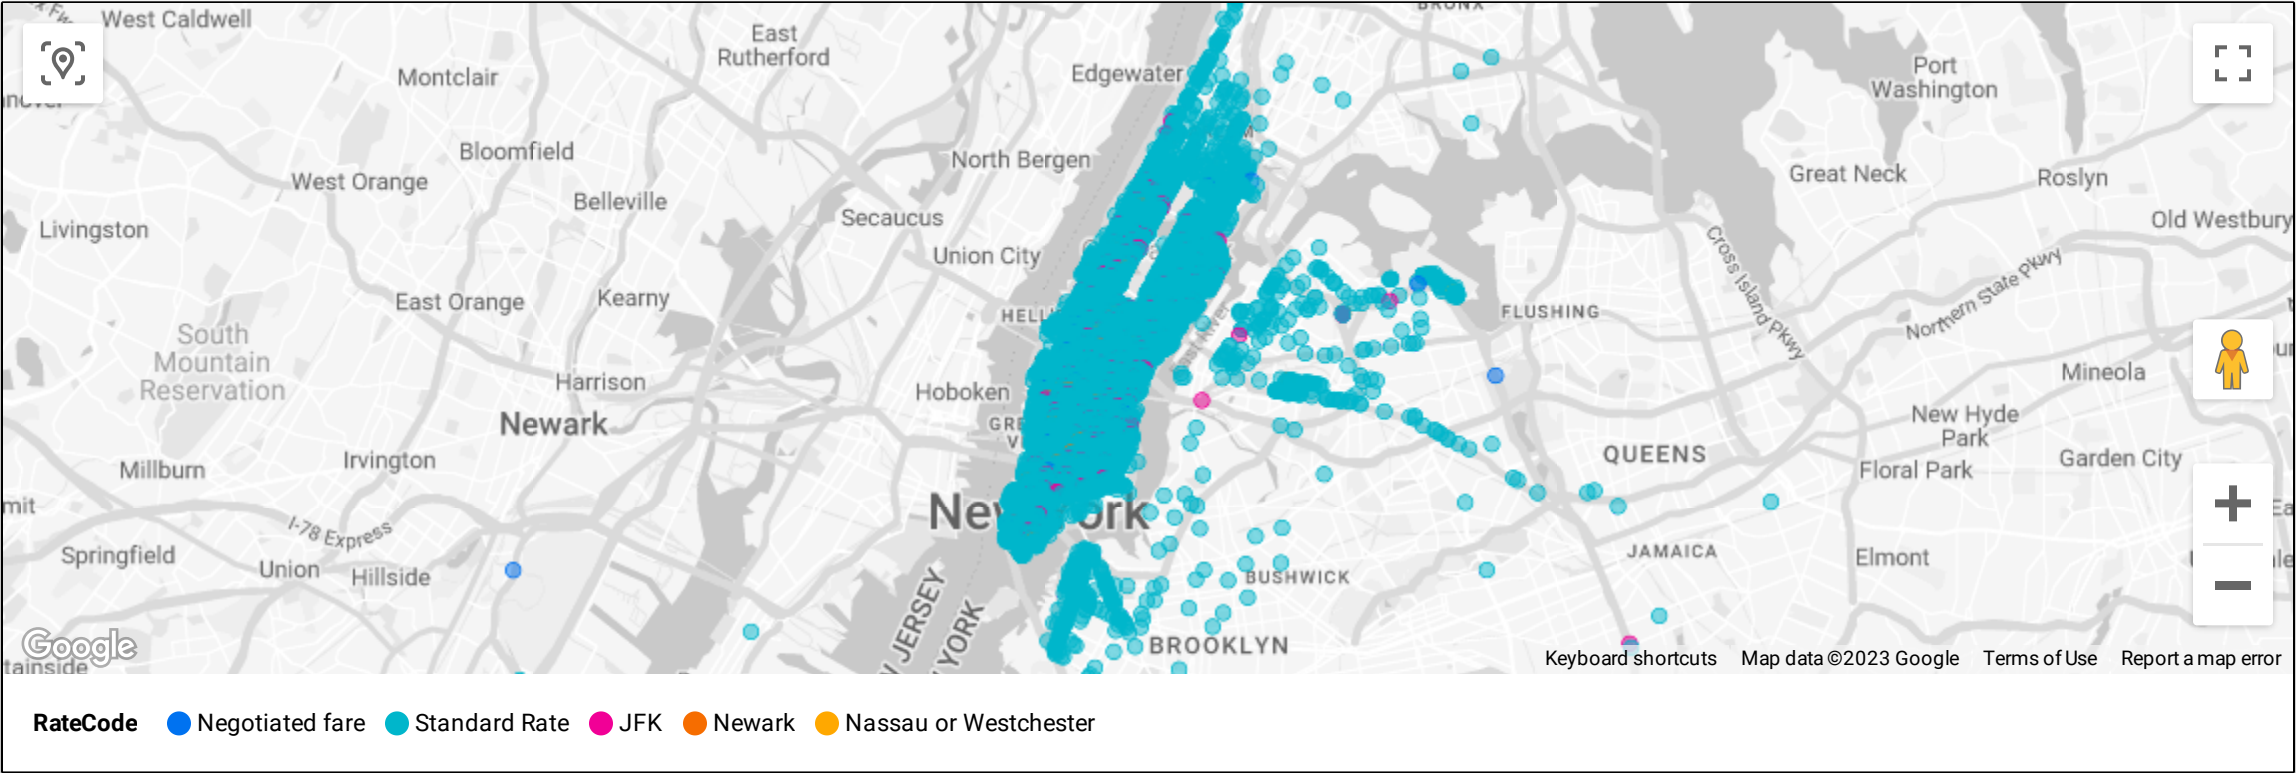 BRONX
West Caldwell
East
Rutherford
Edgewater
Port
Washington
Montclair
Bloomfield
North Bergen
West Orange
Belleville
Great Neck
Roslyn
Secaucus
Livingston
Old Westbury
Union City
Cross Island Pkwy
Northern State Pkwy
East Orange
Kearny
FLUSHING
South
Mountain
Reservation
Harrison
Hoboken
Mineola
Newark
New Hyde
Park
QUEENS
Garden City
Millburn
Irvington
Floral Park
I-78 Express
Springfield
Union
Hillside
JAMAICA
Elmont
BUSHWICK
JERSEY
YORK
BROOKLYN
Google
Keyboard shortcuts Map data ©2023 Google Terms of Use Report a map error
RateCode Negotiated fare Standard Rate JFK Newark Nassau or Westchester